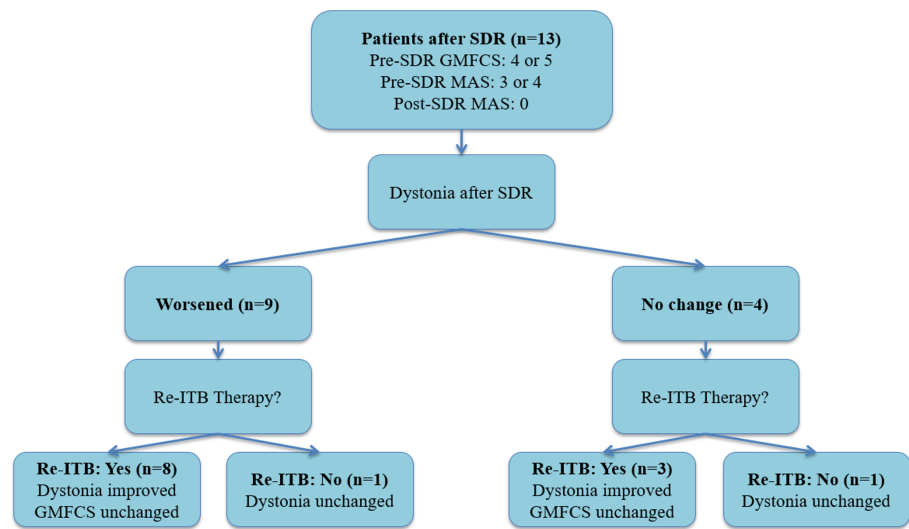 Patients after SDR (n=13)
Pre-SDR GMFCS: 4 or 5
Pre-SDR MAS: 3 or 4
Post-SDR MAS: 0
Dystonia after SDR
Worsened (n=9)
No change (n=4)
Re-ITB Therapy?
Re-ITB Therapy?
Re-ITB: Yes (n=8)
Dystonia improved
GMFCS unchanged
Re-ITB: No (n=1)
Dystonia unchanged
Re-ITB: Yes (n=3)
Dystonia improved
GMFCS unchanged
Re-ITB: No (n=1)
Dystonia unchanged